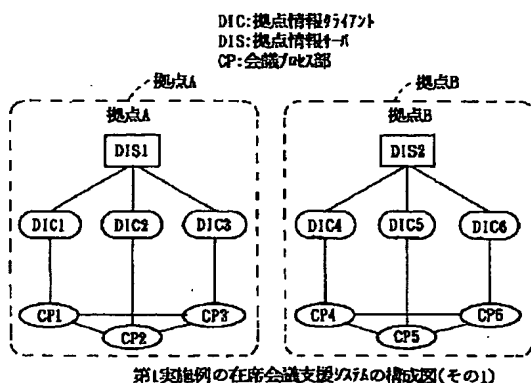 DIC:拠点情報クライアント
DIS:拠点情報サーバ
CP:会議プロセス部
拠点A
拠点B
拠点A
拠点B
DIS1
DIS2
DIC1
DIC2
DIC3
DIC4
DIC5
DIC6
CP1
CP2
CP3
CP4
CP5
CP6
第1実施例の在席会議支援システムの構成図(その1)